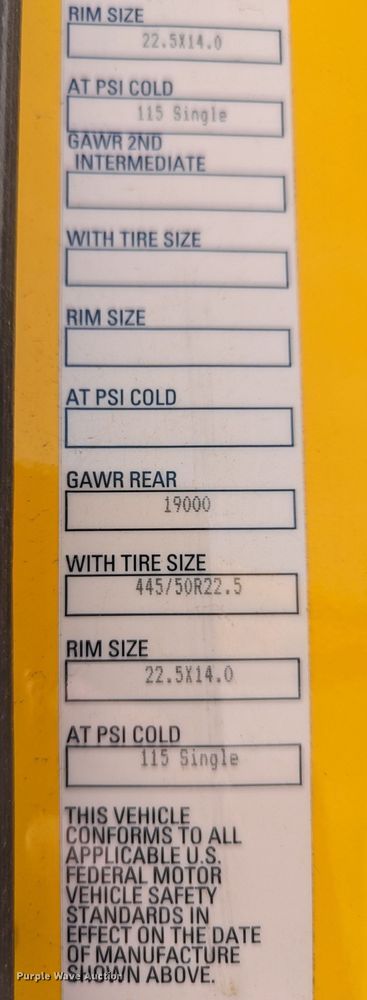 RIM SIZE
22.5X14.0
AT PSI COLD
115 Single
GAWR 2ND
INTERMEDIATE
WITH TIRE SIZE
RIM SIZE
AT PSI COLD
GAWR REAR
19000
WITH TIRE SIZE
445/50R22.5
RIM SIZE
22.5X14.0
AT PSI COLD
115 Single
THIS VEHICLE
CONFORMS TO ALL
APPLICABLE U.S.
FEDERAL MOTOR
VEHICLE SAFETY
STANDARDS IN
EFFECT ON THE DATE
OF MANUFACTURE
SHOWN ABOVE.
Purple Wave Auction